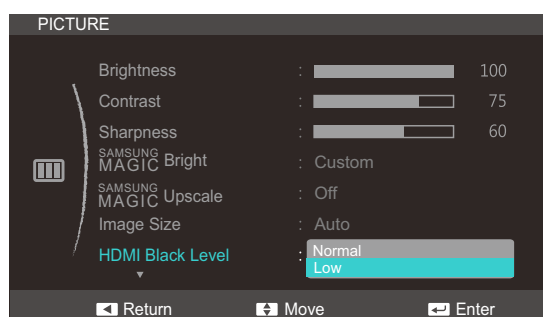 PICTURE
Brightness : 100
Contrast : 75
Sharpness : 60
SAMSUNG MAGIC Bright : Custom
SAMSUNG MAGIC Upscale : Off
Image Size : Auto
HDMI Black Level : Normal
Low
Return Move Enter